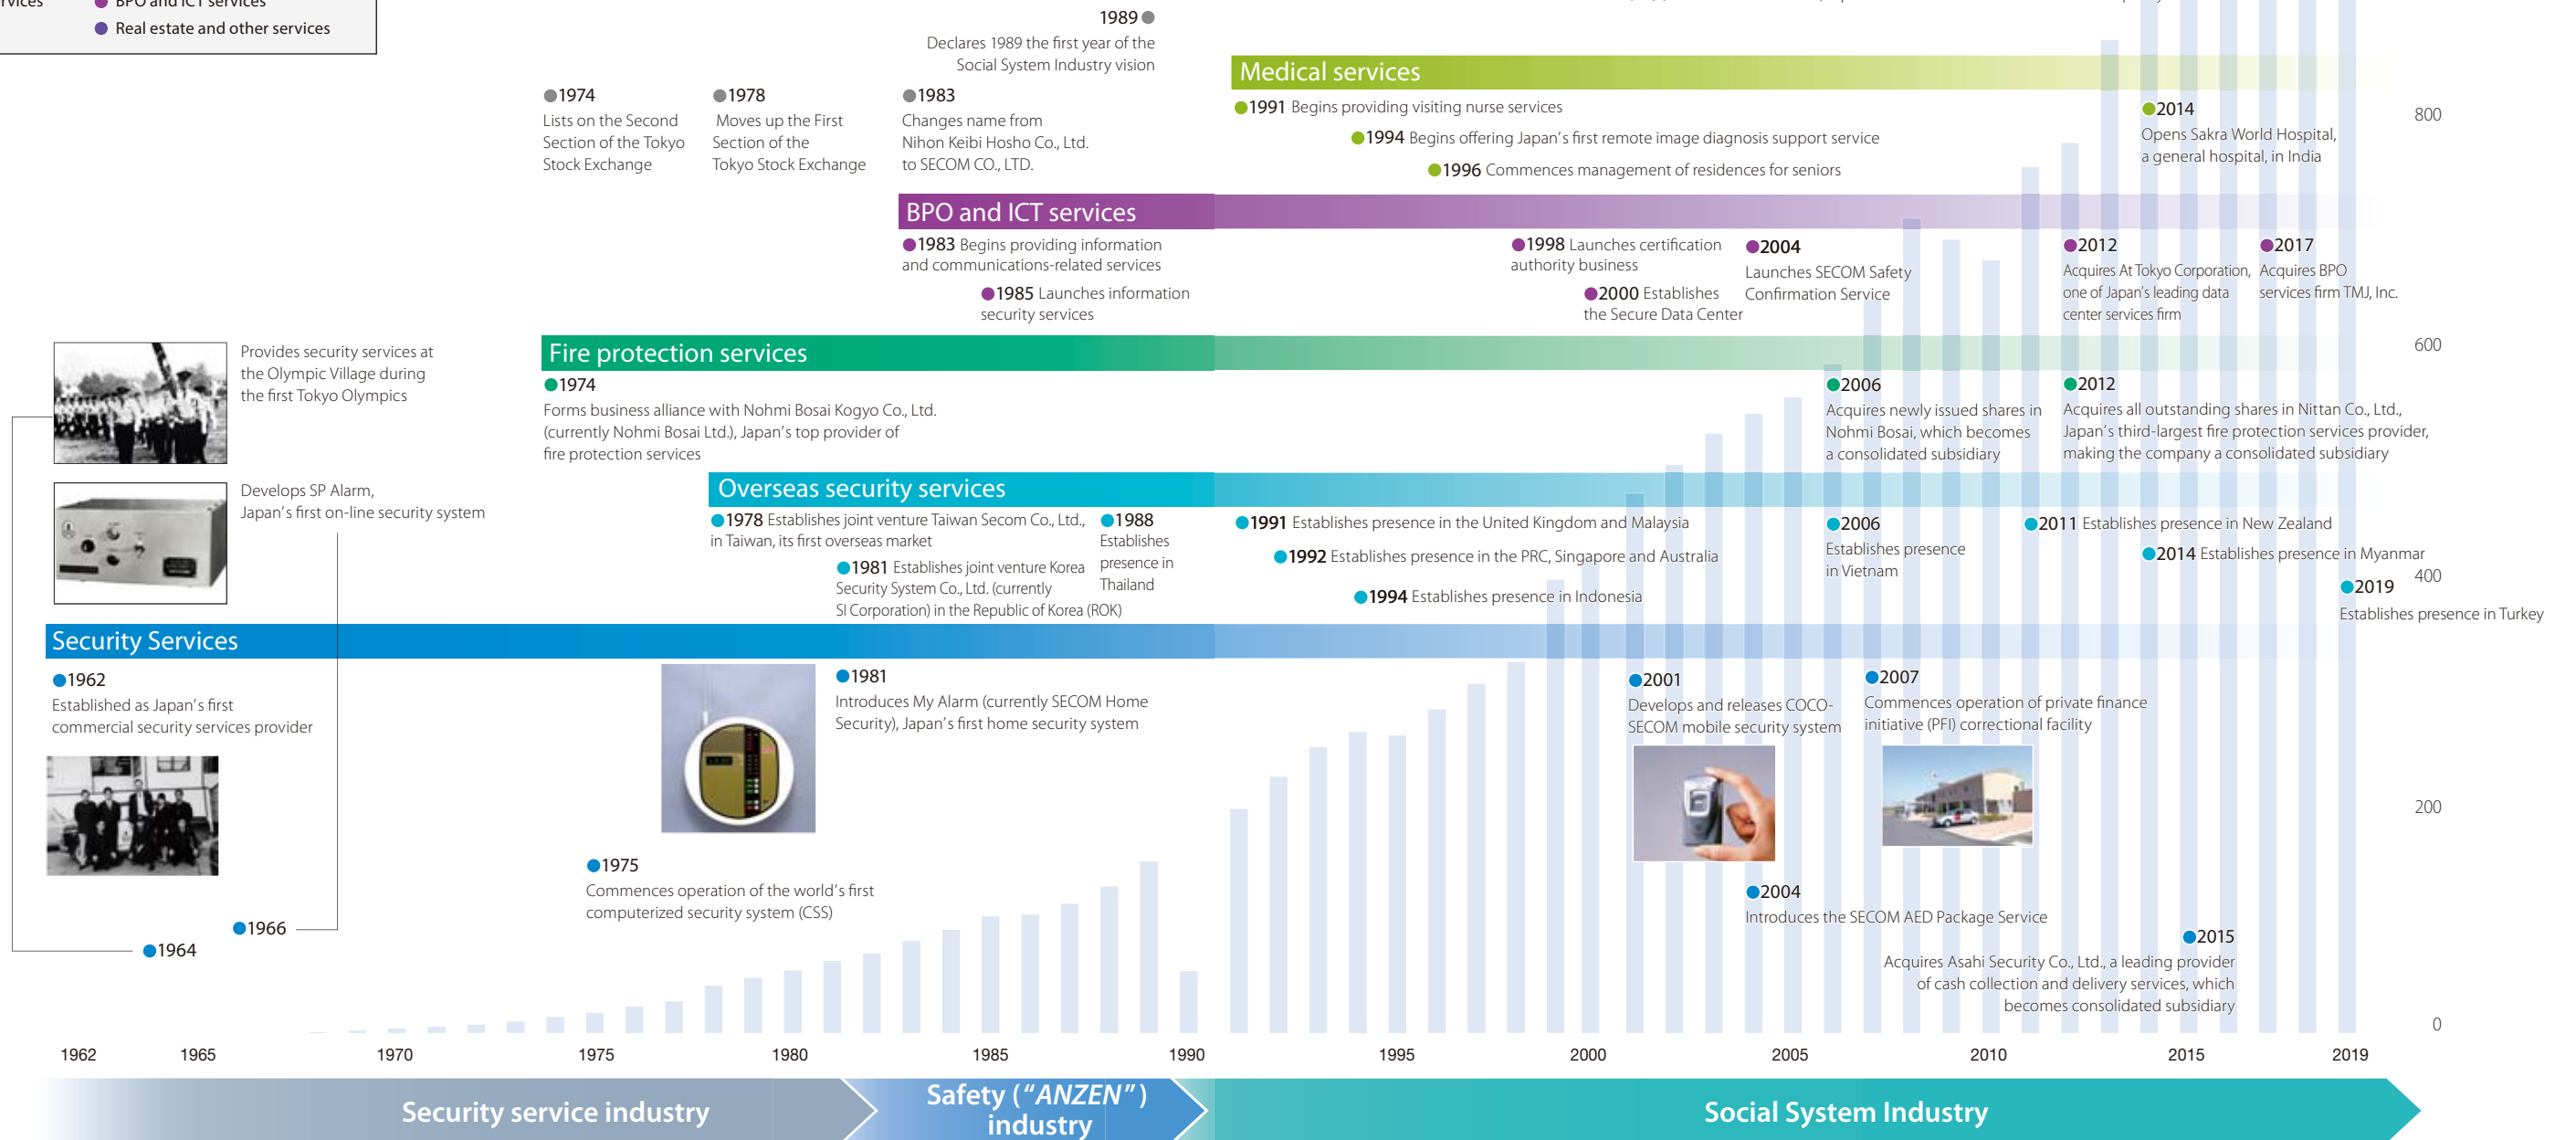 rvices
BPO and ICT services
Real estate and other services
1989
Declares 1989 the first year of the
Social System Industry vision
1974
Lists on the Second
Section of the Tokyo
Stock Exchange
1978
Moves up the First
Section of the
Tokyo Stock Exchange
1983
Changes name from
Nihon Keibi Hosho Co., Ltd.
to SECOM CO., LTD.
Medical services
1991 Begins providing visiting nurse services
1994 Begins offering Japan's first remote image diagnosis support service
1996 Commences management of residences for seniors
2014
Opens Sakra World Hospital,
a general hospital, in India
800
BPO and ICT services
1983 Begins providing information
and communications-related services
1985 Launches information
security services
1998 Launches certification
authority business
2000 Establishes
the Secure Data Center
2004
Launches SECOM Safety
Confirmation Service
2012
Acquires At Tokyo Corporation,
one of Japan's leading data
center services firm
2017
Acquires BPO
services firm TMJ, Inc.
600
Provides security services at
the Olympic Village during
the first Tokyo Olympics
Fire protection services
1974
Forms business alliance with Nohmi Bosai Kogyo Co., Ltd.
(currently Nohmi Bosai Ltd.), Japan's top provider of
fire protection services
2006
Acquires newly issued shares in
Nohmi Bosai, which becomes
a consolidated subsidiary
2012
Acquires all outstanding shares in Nittan Co., Ltd.,
Japan's third-largest fire protection services provider,
making the company a consolidated subsidiary
Develops SP Alarm,
Japan's first on-line security system
Overseas security services
1978 Establishes joint venture Taiwan Secom Co., Ltd.,
in Taiwan, its first overseas market
1981 Establishes joint venture Korea
Security System Co., Ltd. (currently
SI Corporation) in the Republic of Korea (ROK)
1988
Establishes
presence in
Thailand
1991 Establishes presence in the United Kingdom and Malaysia
1992 Establishes presence in the PRC, Singapore and Australia
1994 Establishes presence in Indonesia
2006
Establishes presence
in Vietnam
2011 Establishes presence in New Zealand
2014 Establishes presence in Myanmar
400
2019
Establishes presence in Turkey
Security Services
1962
Established as Japan's first
commercial security services provider
1981
Introduces My Alarm (currently SECOM Home
Security), Japan's first home security system
2001
Develops and releases COCO-
SECOM mobile security system
2007
Commences operation of private finance
initiative (PFI) correctional facility
200
1975
Commences operation of the world's first
computerized security system (CSS)
2004
Introduces the SECOM AED Package Service
1966
1964
2015
Acquires Asahi Security Co., Ltd., a leading provider
of cash collection and delivery services, which
becomes consolidated subsidiary
0
1962 1965 1970 1975 1980 1985 1990 1995 2000 2005 2010 2015 2019
Security service industry
Safety ("ANZEN")
industry
Social System Industry